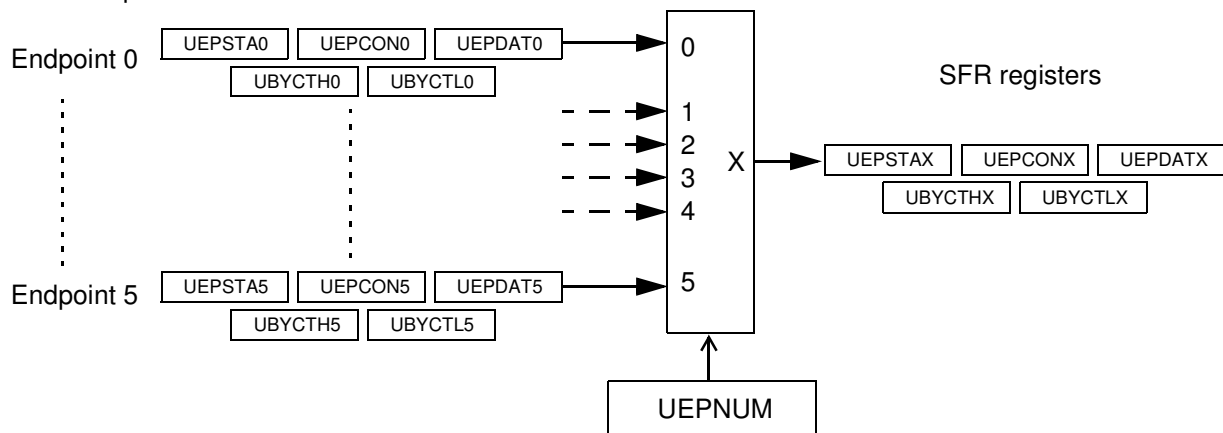 Endpoint 0 UEPSTA0 UEPCON0 UEPDAT0 0
UBYCTH0 UBYCTL0 SFR registers
1
2
X UEPSTAX UEPCONX UEPDATX
3
UBYCTHX UBYCTLX
4
Endpoint 5 UEPSTA5 UEPCON5 UEPDAT5 5
UBYCTH5 UBYCTL5
UEPNUM